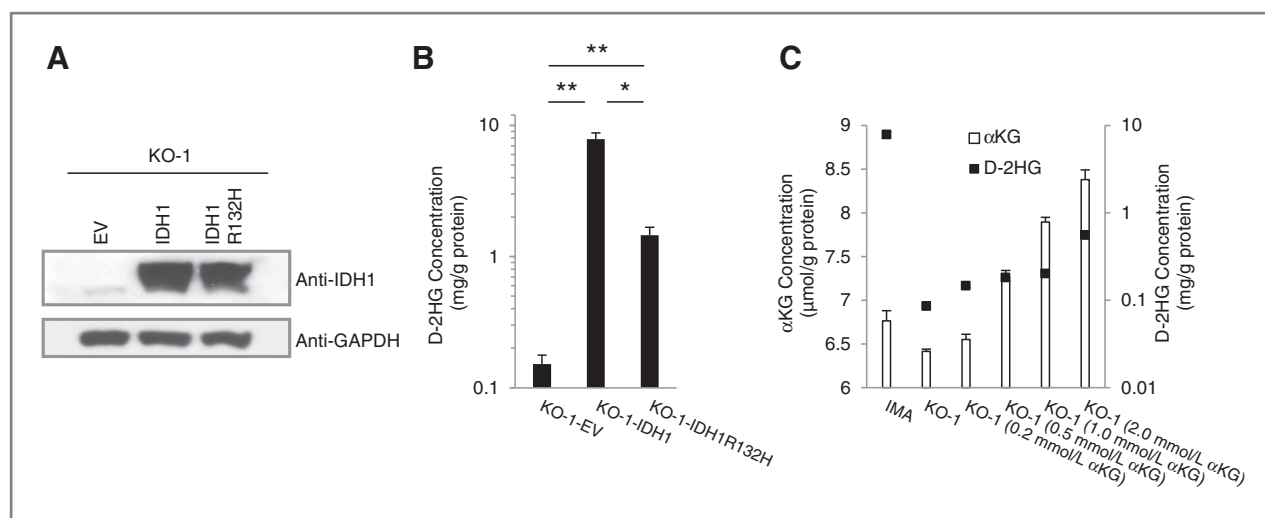 A
KO-1
EV
IDH1
IDH1
R132H
Anti-IDH1
Anti-GAPDH
B
**
**
*
D-2HG Concentration
(mg/g protein)
10
1
0.1
KO-1-EV
KO-1-IDH1
KO-1-IDH1R132H
C
αKG
D-2HG
αKG Concentration
(μmol/g protein)
9
8.5
8
7.5
7
6.5
6
10
1
0.1
0.01
D-2HG Concentration
(mg/g protein)
IMA
KO-1
KO-1 (0.2 mmol/L αKG)
KO-1 (0.5 mmol/L αKG)
KO-1 (1.0 mmol/L αKG)
KO-1 (2.0 mmol/L αKG)